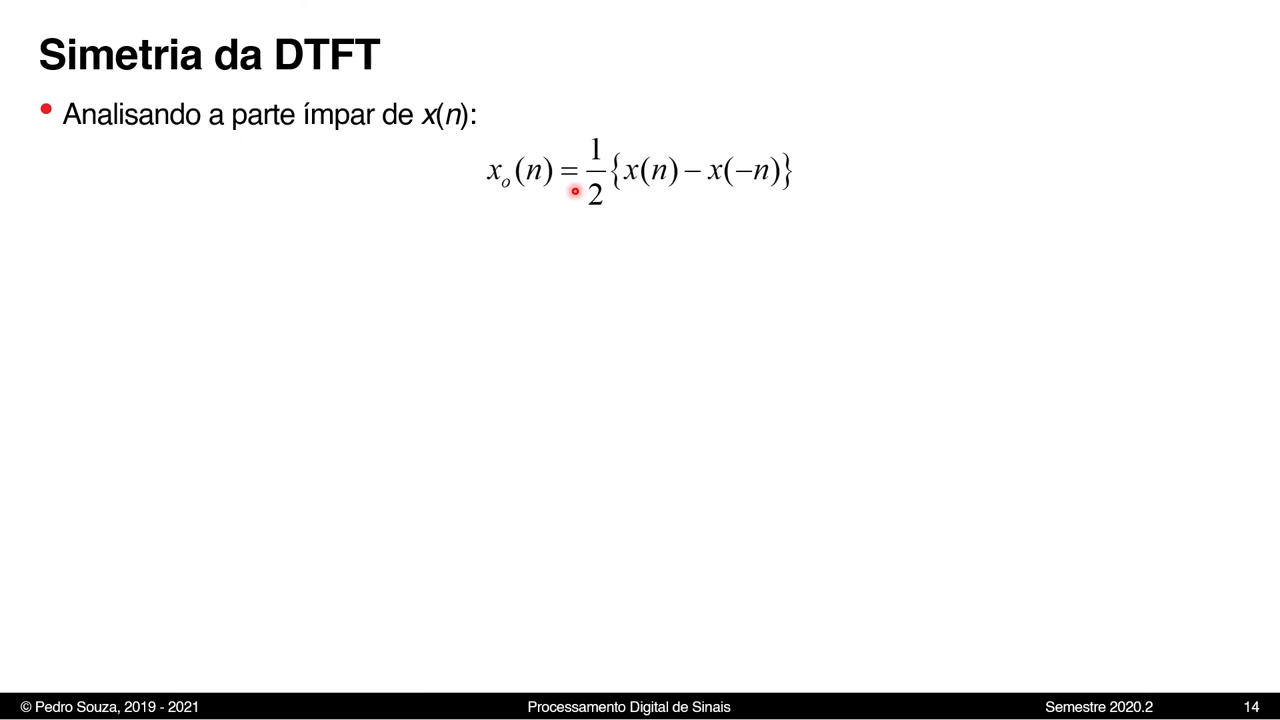 Simetria da DTFT
• Analisando a parte ímpar de x(n):
xₒ(n) = 1/2 {x(n) − x(−n)}
© Pedro Souza, 2019 - 2021 Processamento Digital de Sinais Semestre 2020.2 14